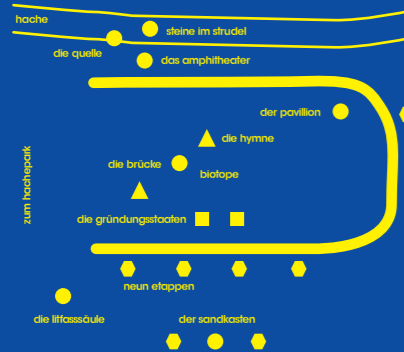 hache
steine im strudel
die quelle
das amphitheater
der pavillion
die hymne
die brücke
biotope
zum hachepark
die gründungsstaaten
neun etappen
die litfasssäule
der sandkasten